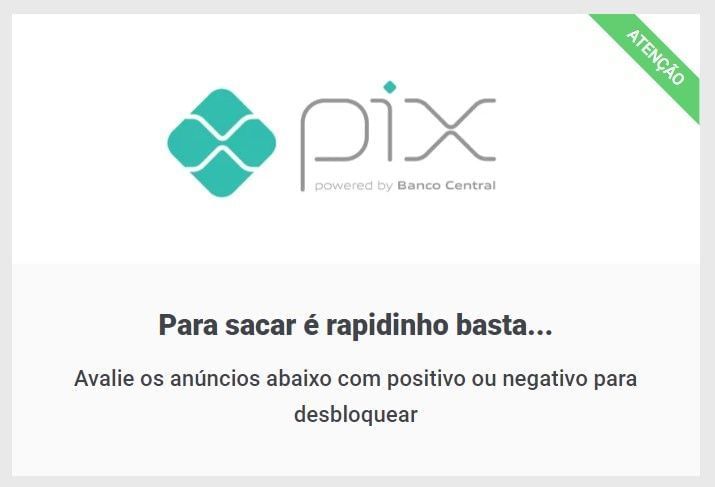 ATENÇÃO
pix
powered by Banco Central
Para sacar é rapidinho basta...
Avalie os anúncios abaixo com positivo ou negativo para
desbloquear